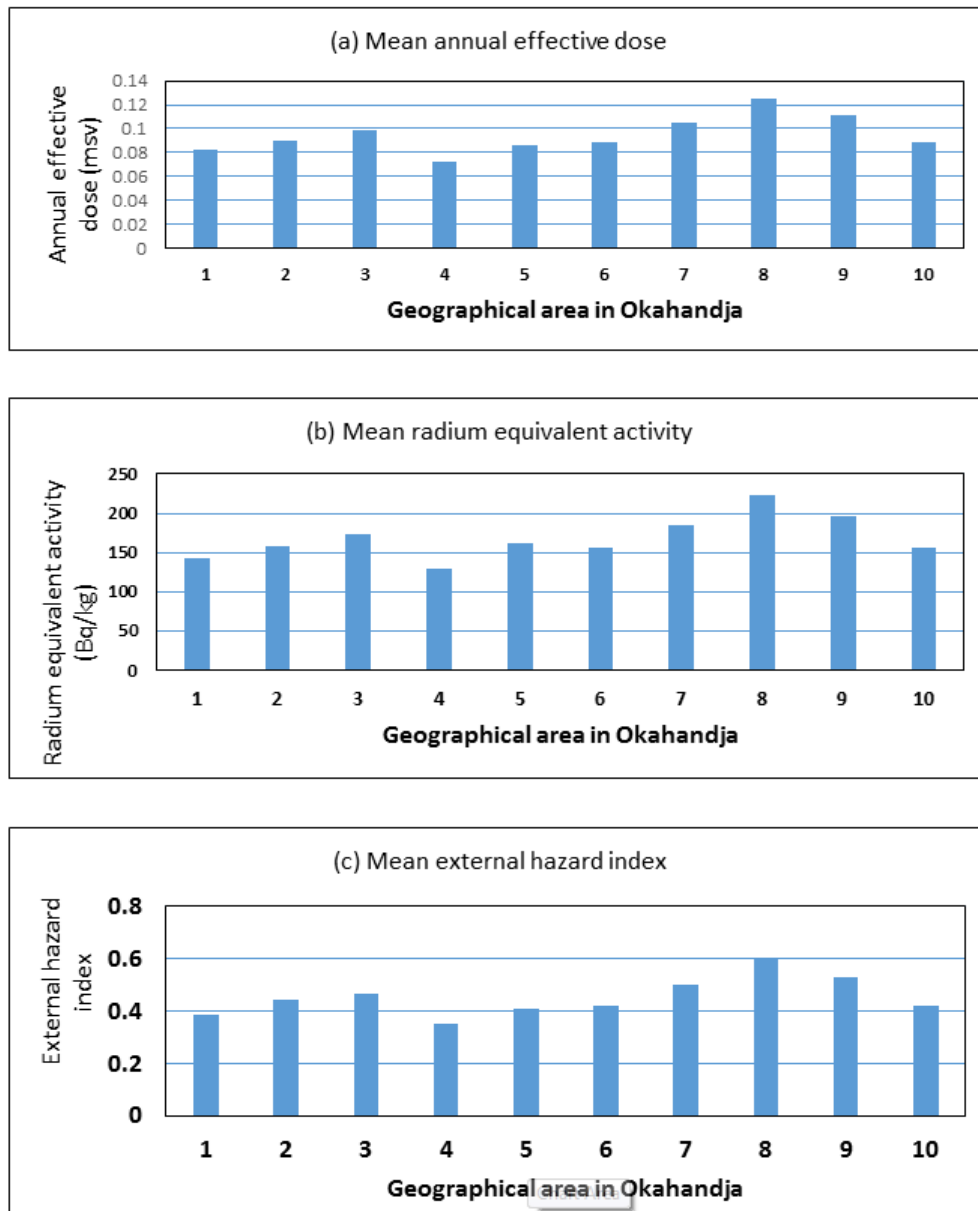 (a) Mean annual effective dose
Annual effective
dose (msv)
0.14
0.12
0.1
0.08
0.06
0.04
0.02
0
1 2 3 4 5 6 7 8 9 10
Geographical area in Okahandja
(b) Mean radium equivalent activity
Radium equivalent activity
(Bq/kg)
250
200
150
100
50
0
1 2 3 4 5 6 7 8 9 10
Geographical area in Okahandja
(c) Mean external hazard index
External hazard
index
0.8
0.6
0.4
0.2
0
1 2 3 4 5 6 7 8 9 10
Geographical area in Okahandja